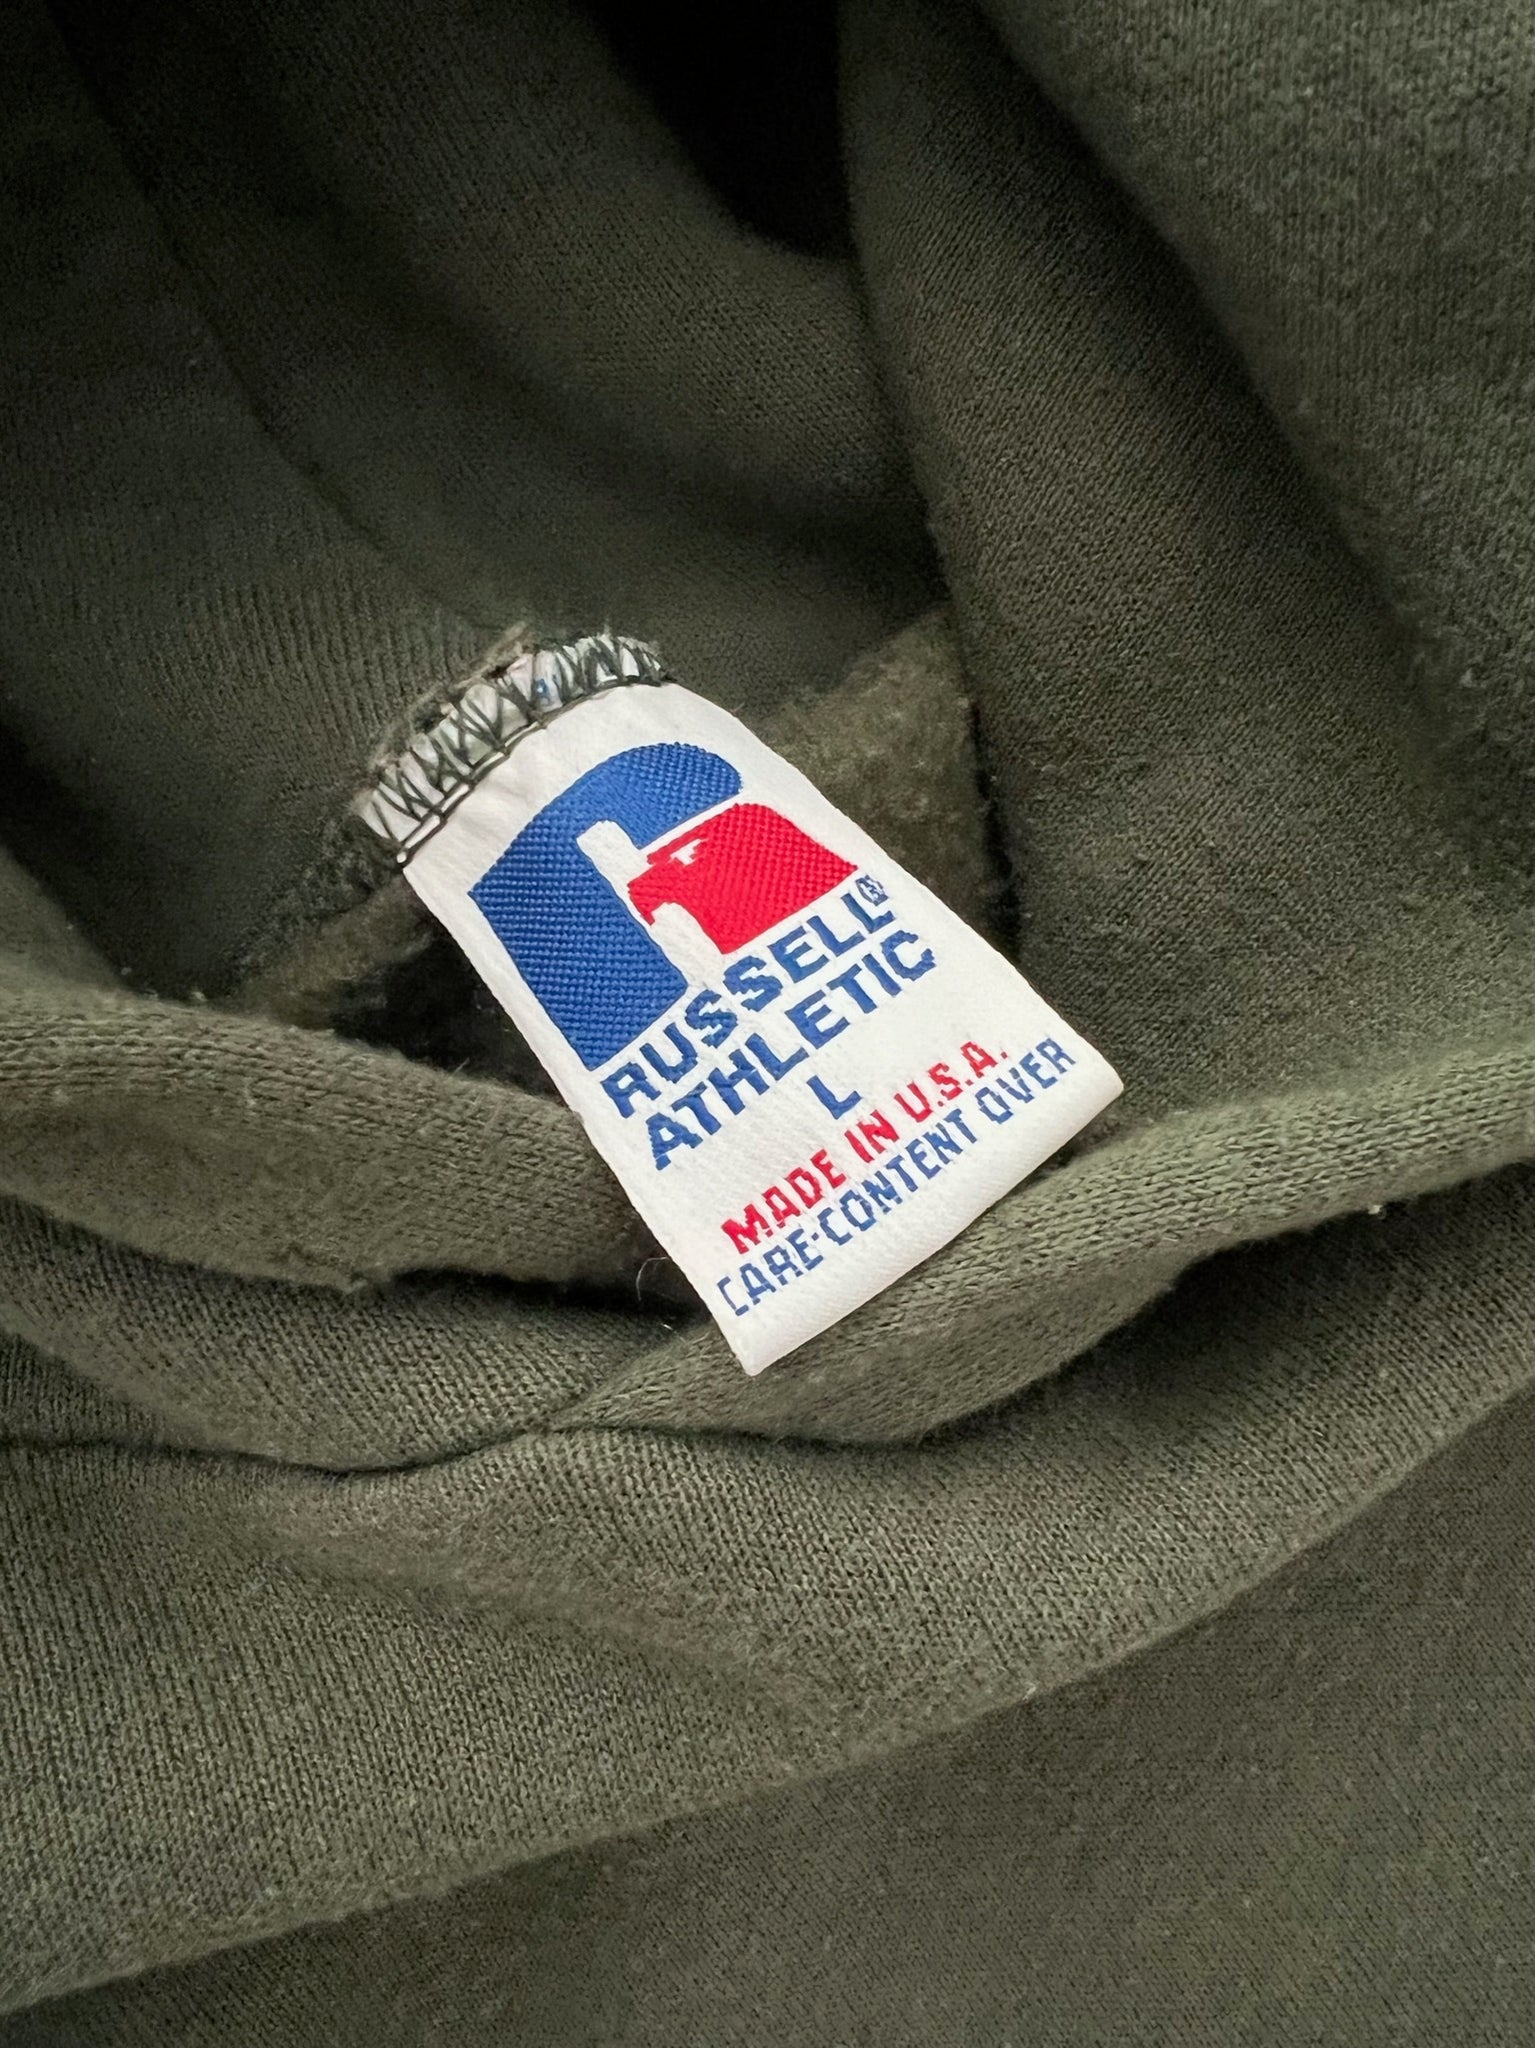 RUSSELL®
ATHLETIC
L
MADE IN U.S.A.
CARE·CONTENT OVER